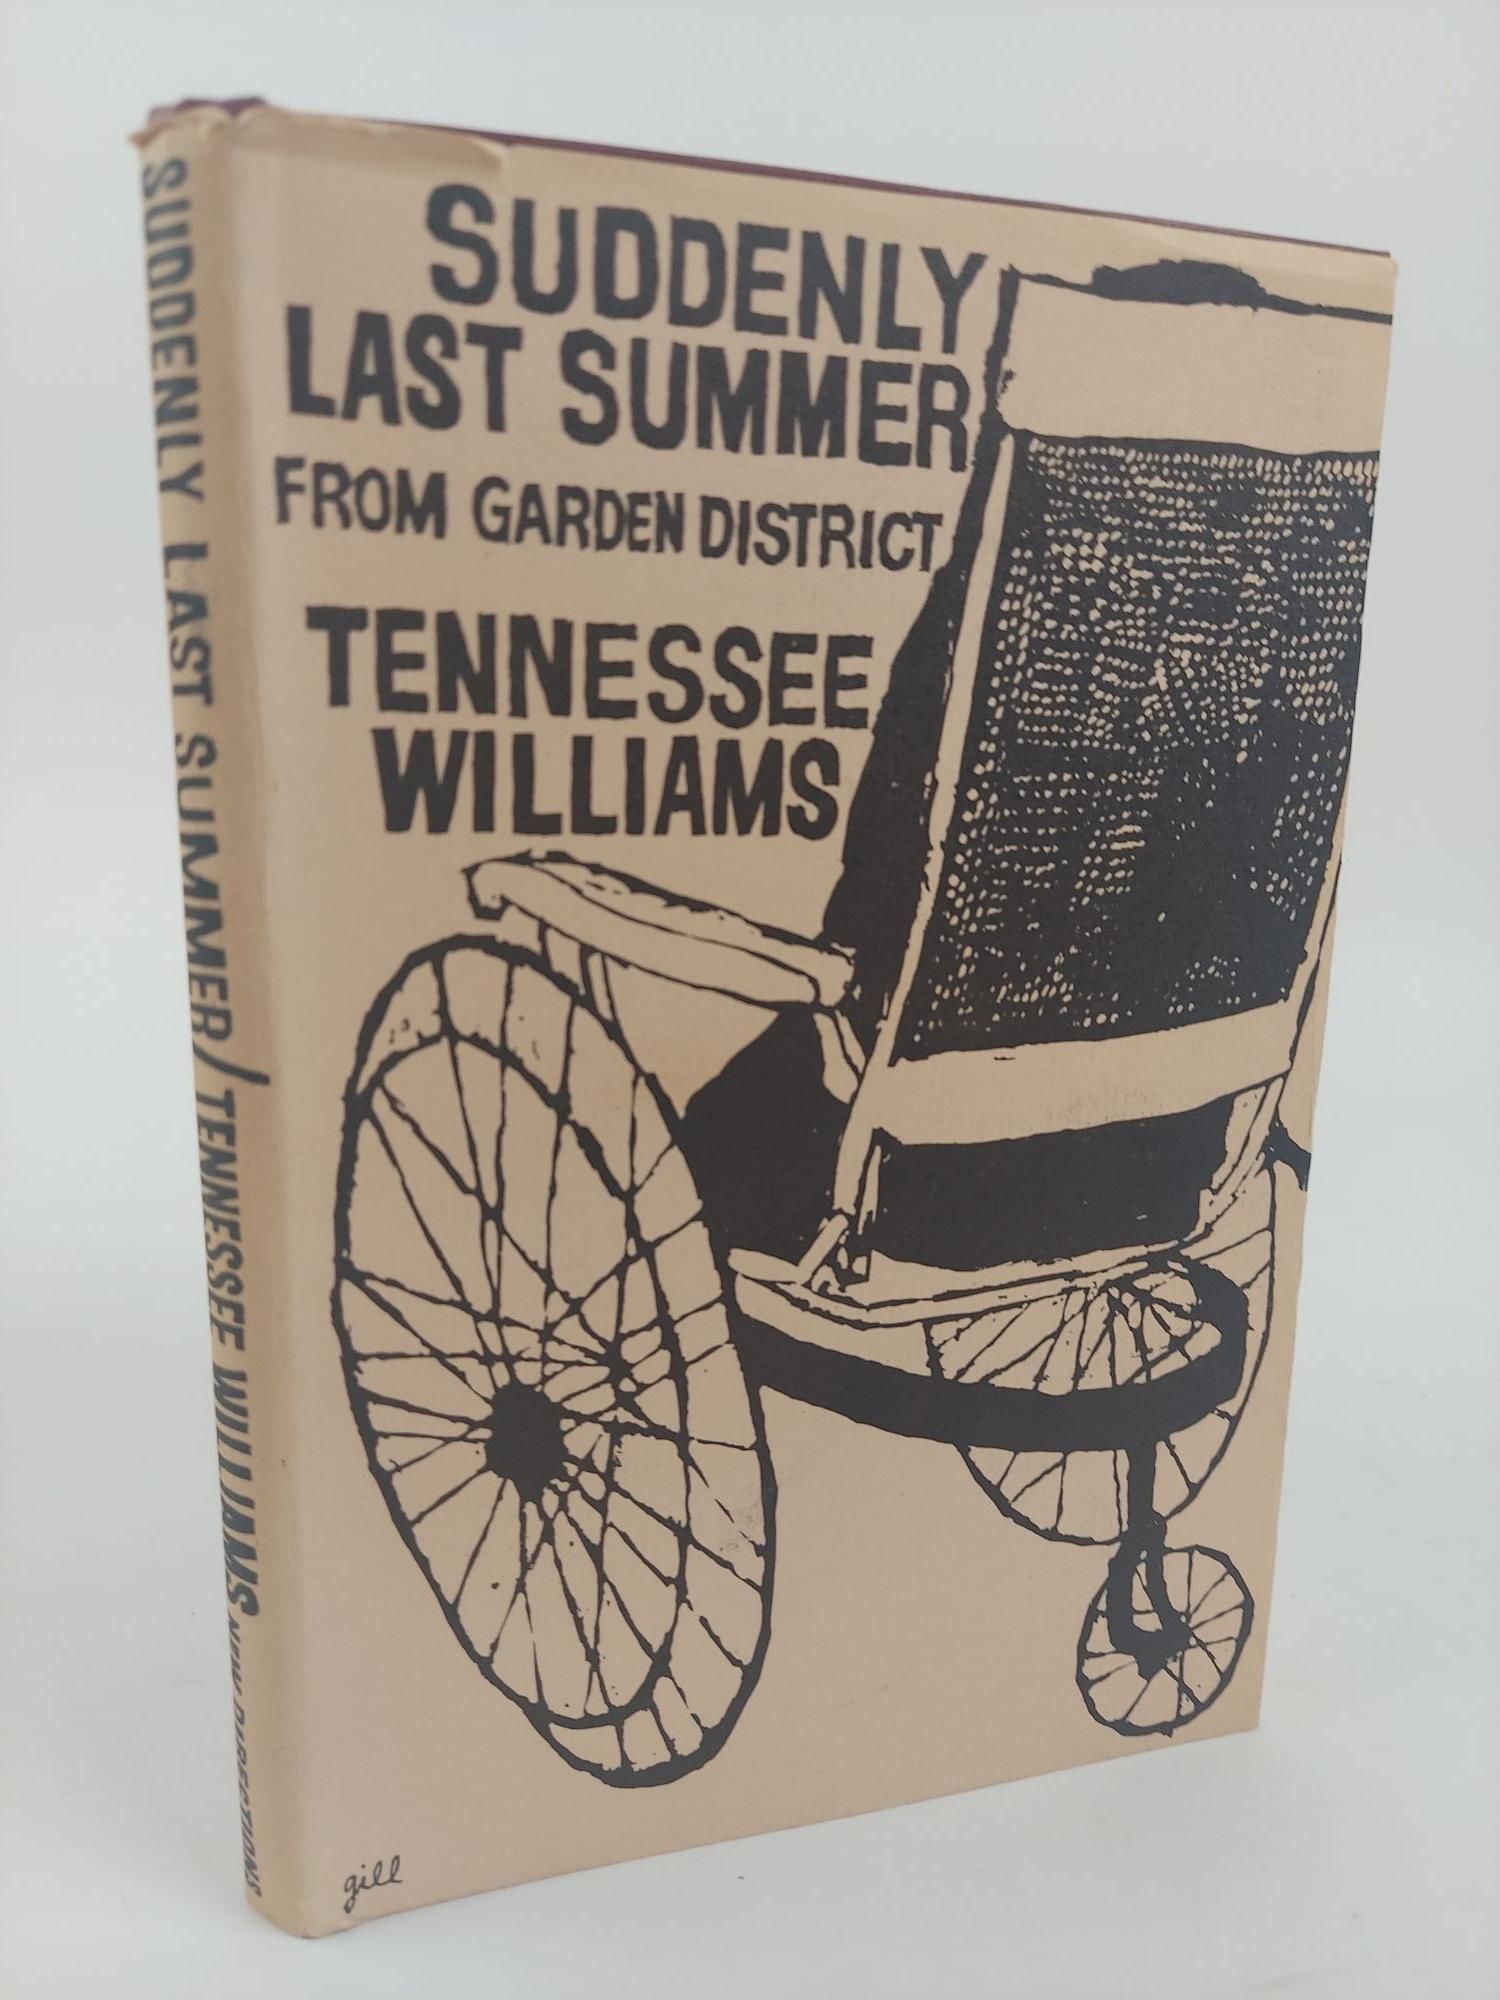 SUDDENLY
LAST SUMMER
FROM GARDEN DISTRICT
TENNESSEE
WILLIAMS
gill
SUDDENLY LAST SUMMER/TENNESSEE WILLIAMS NEW DIRECTIONS